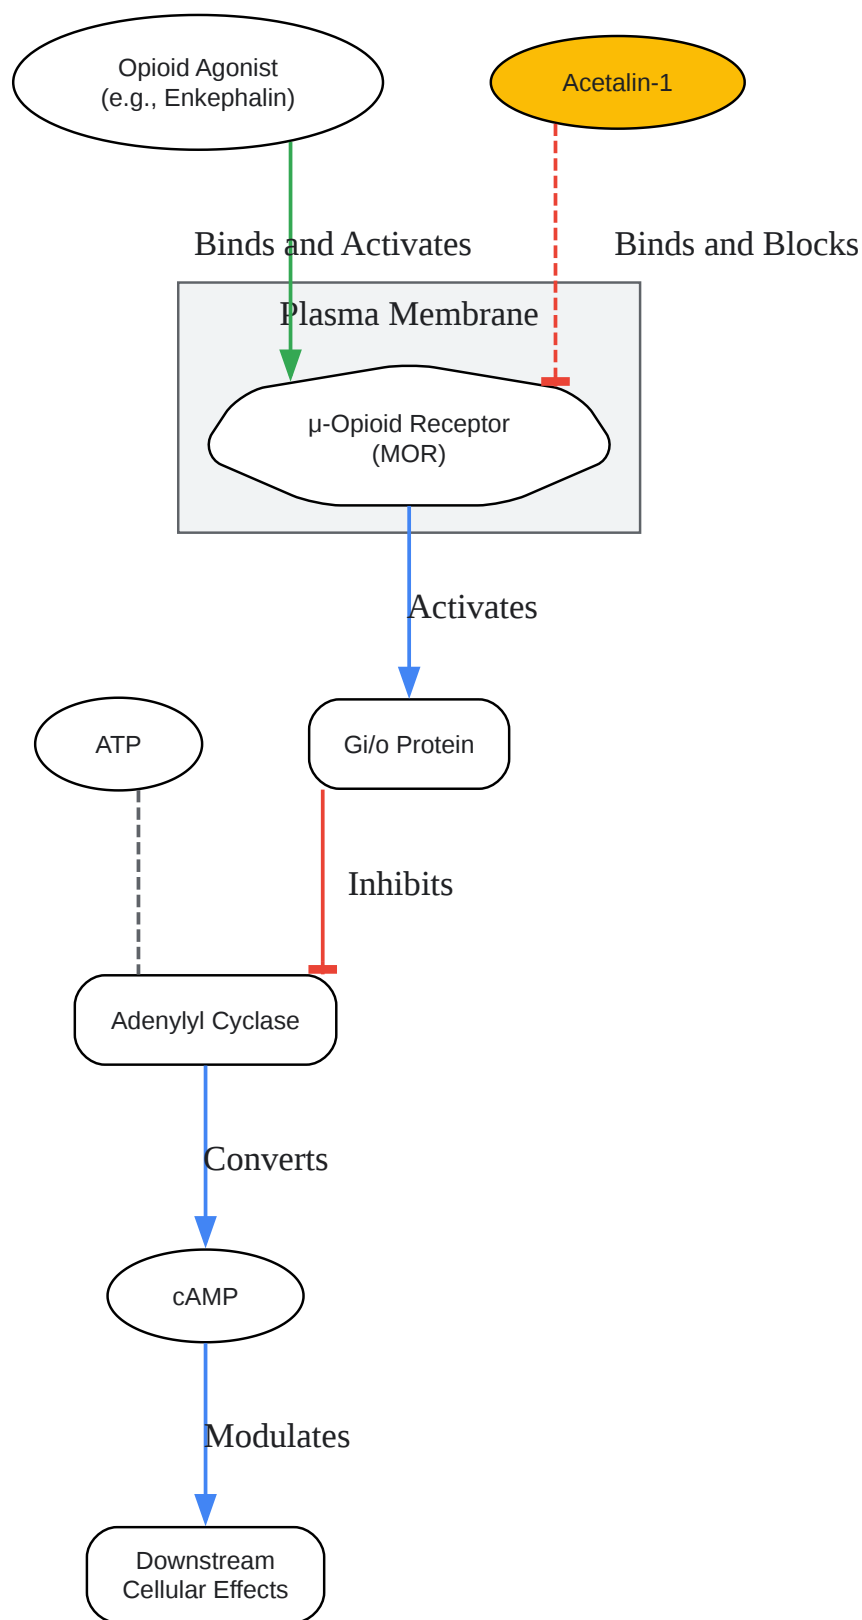 Opioid Agonist
(e.g., Enkephalin)
Acetalin-1
Binds and Activates
Binds and Blocks
Plasma Membrane
μ-Opioid Receptor
(MOR)
Activates
ATP
Gi/o Protein
Inhibits
Adenylyl Cyclase
Converts
cAMP
Modulates
Downstream
Cellular Effects